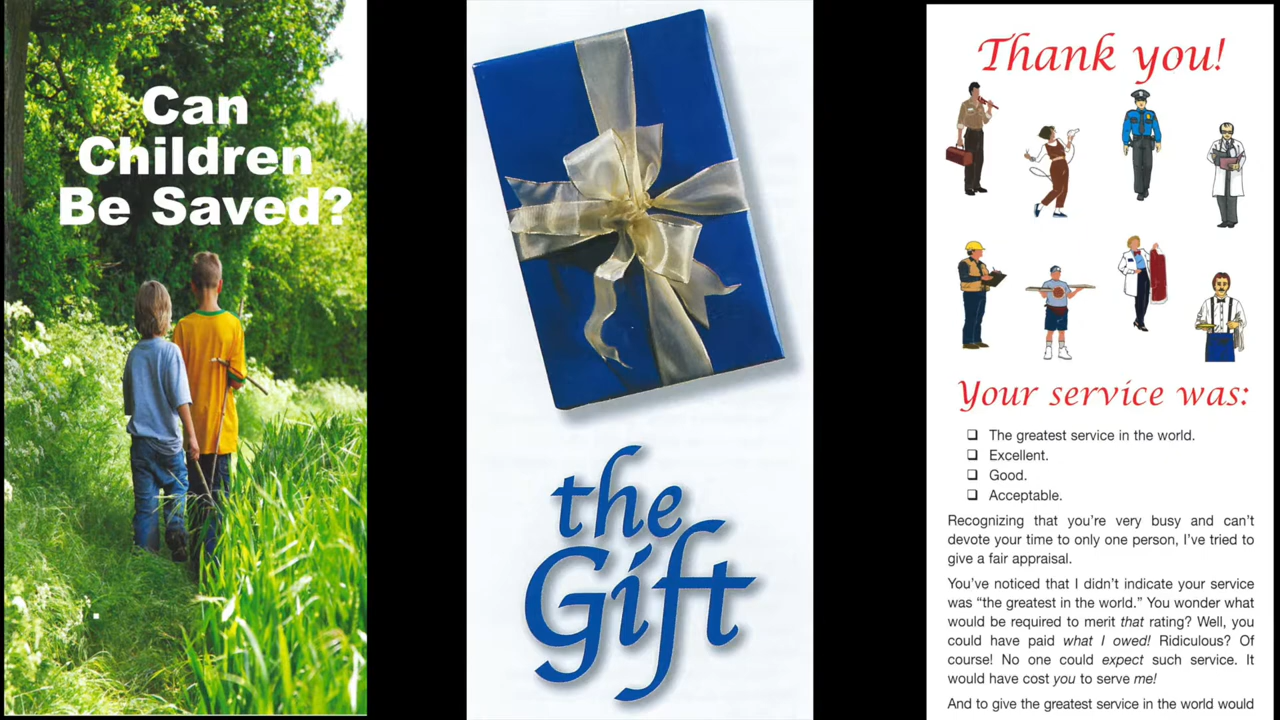 Can
Children
Be Saved?
the
Gift
Thank you!
Your service was:
❑ The greatest service in the world.
❑ Excellent.
❑ Good.
❑ Acceptable.
Recognizing that you’re very busy and can’t
devote your time to only one person, I’ve tried to
give a fair appraisal.
You’ve noticed that I didn’t indicate your service
was “the greatest in the world.” You wonder what
would be required to merit that rating? Well, you
could have paid what I owed! Ridiculous? Of
course! No one could expect such service. It
would have cost you to serve me!
And to give the greatest service in the world would